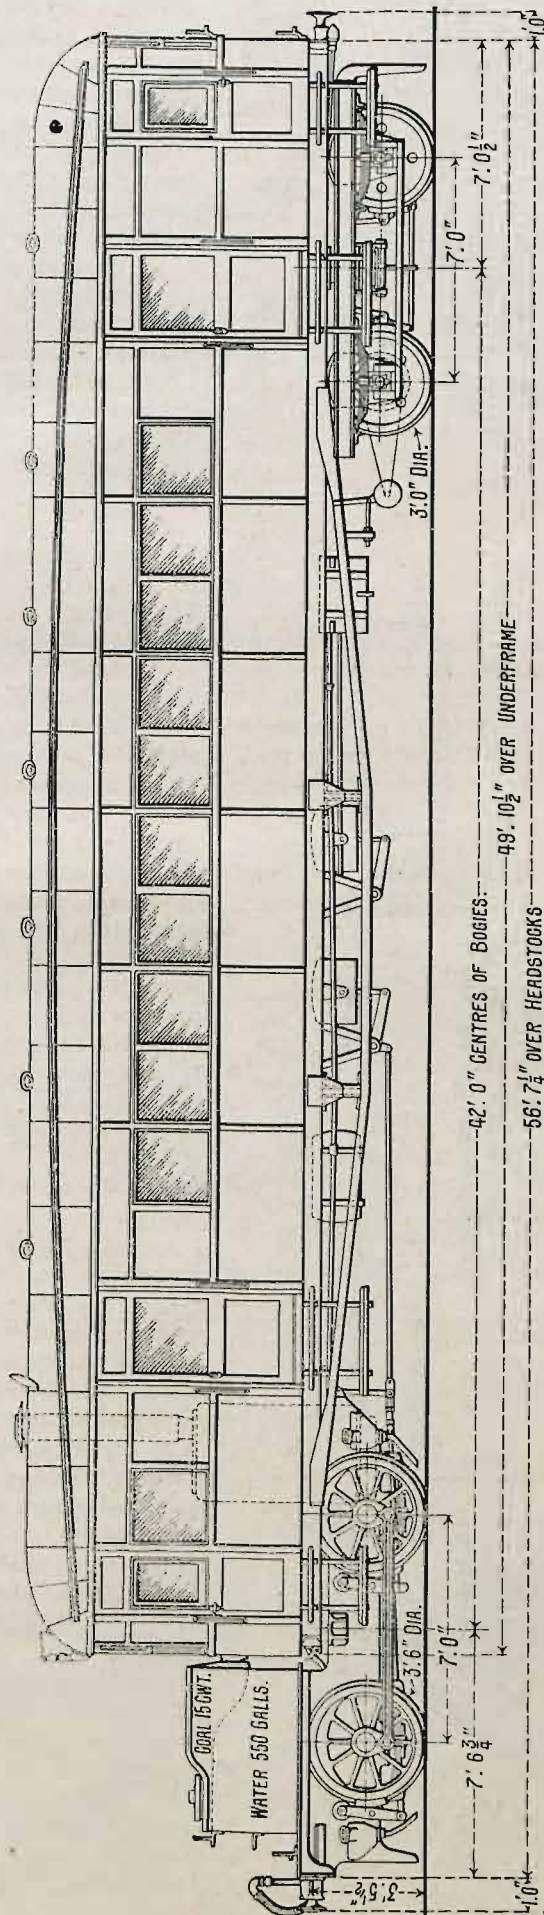 COAL 15 CWT.
WATER 550 GALLS.
3'.5½"
3'.6" DIA.
7'.0"
3'.0" DIA.
7'.0"
7'.6¾"
42'.0" CENTRES OF BOGIES
7'.0½"
49'.10½" OVER UNDERFRAME
1'.0"
56'.7¼" OVER HEADSTOCKS
1'.0"